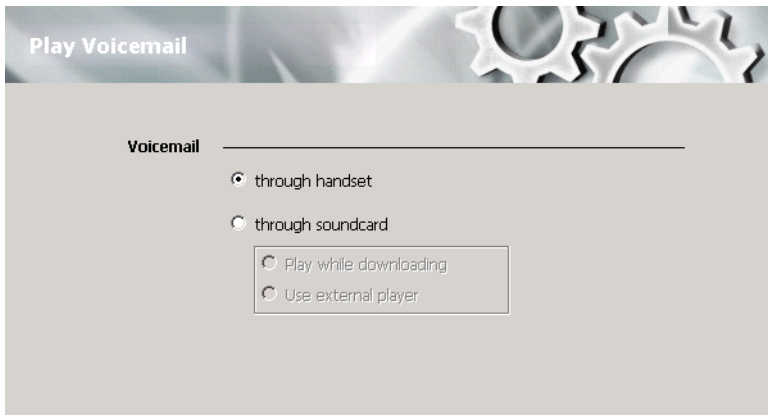 Play Voicemail
Voicemail
through handset
through soundcard
Play while downloading
Use external player